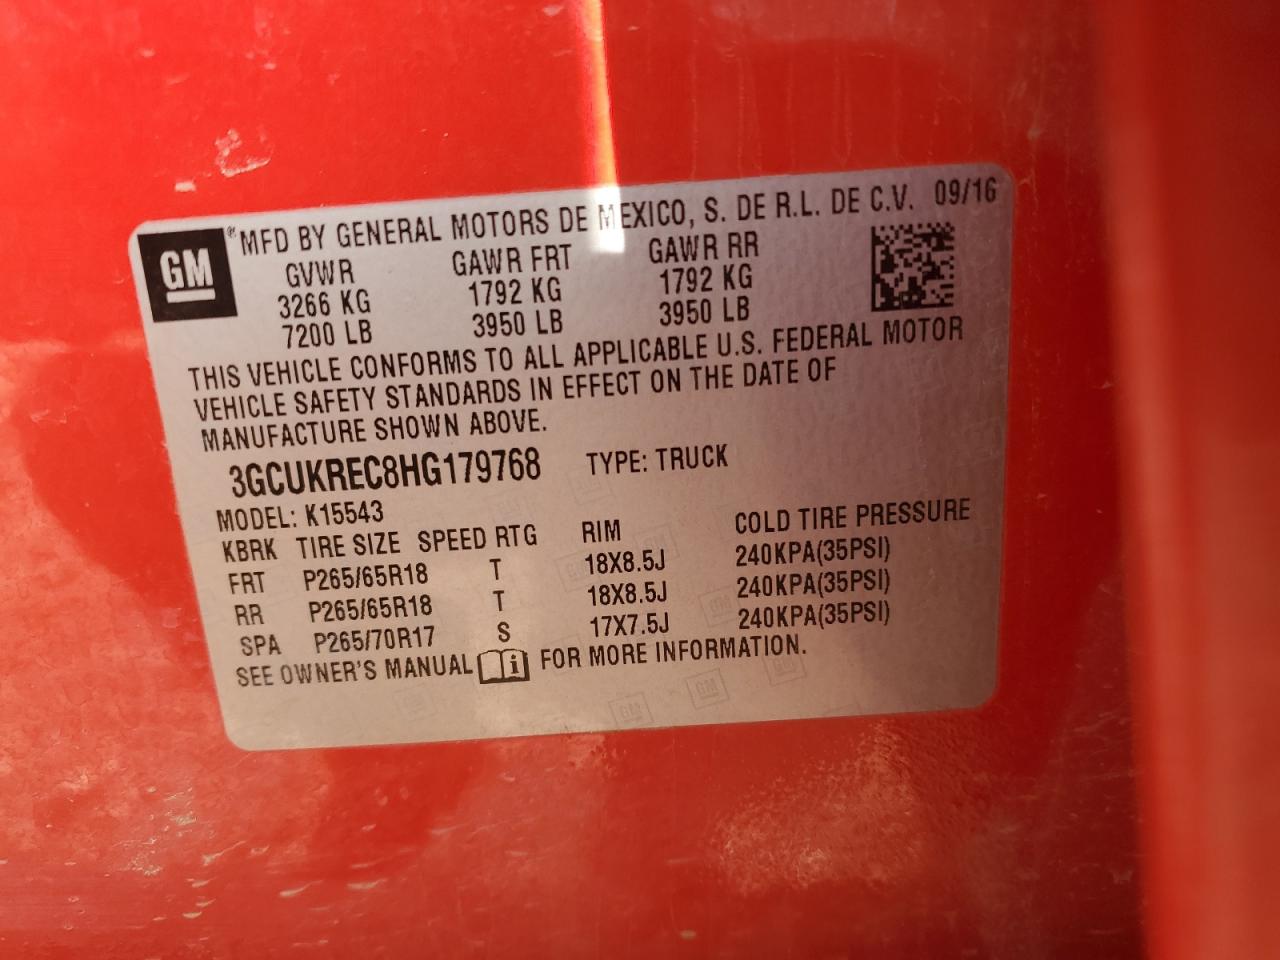 GM ® MFD BY GENERAL MOTORS DE MEXICO, S. DE R.L. DE C.V. 09/16
GVWR GAWR FRT GAWR RR
3266 KG 1792 KG 1792 KG
7200 LB 3950 LB 3950 LB
THIS VEHICLE CONFORMS TO ALL APPLICABLE U.S. FEDERAL MOTOR
VEHICLE SAFETY STANDARDS IN EFFECT ON THE DATE OF
MANUFACTURE SHOWN ABOVE.
3GCUKREC8HG179768 TYPE: TRUCK
MODEL: K15543
KBRK TIRE SIZE SPEED RTG RIM COLD TIRE PRESSURE
FRT P265/65R18 T 18X8.5J 240KPA(35PSI)
RR P265/65R18 T 18X8.5J 240KPA(35PSI)
SPA P265/70R17 S 17X7.5J 240KPA(35PSI)
SEE OWNER'S MANUAL i FOR MORE INFORMATION.